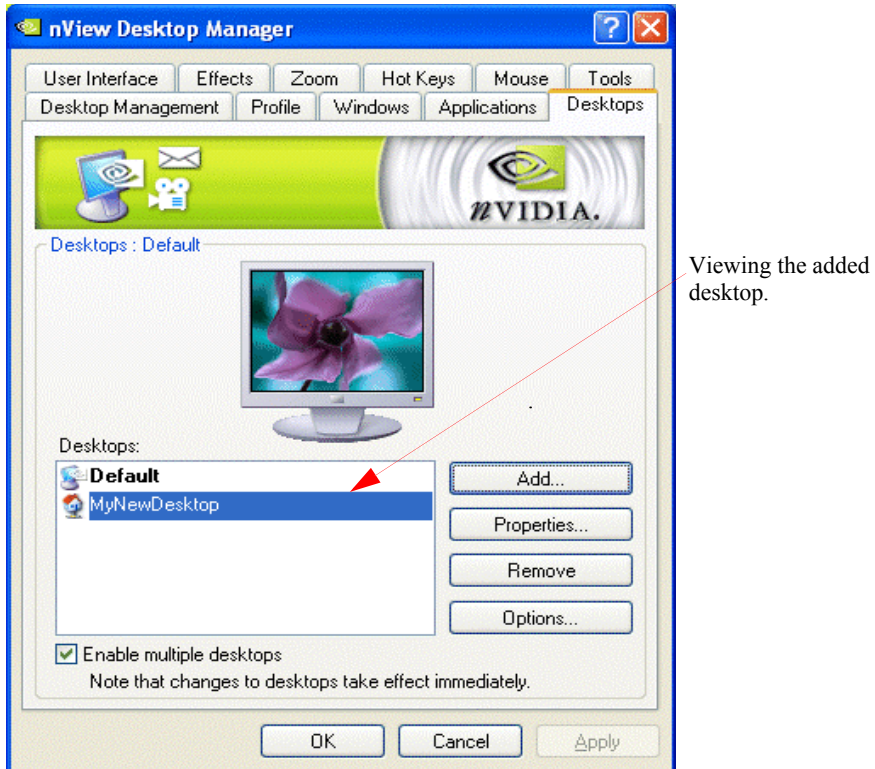 nView Desktop Manager
User Interface Effects Zoom Hot Keys Mouse Tools
Desktop Management Profile Windows Applications Desktops
nVIDIA.
Desktops : Default
Viewing the added
desktop.
Desktops:
Default
MyNewDesktop
Add...
Properties...
Remove
Options...
Enable multiple desktops
Note that changes to desktops take effect immediately.
OK Cancel Apply